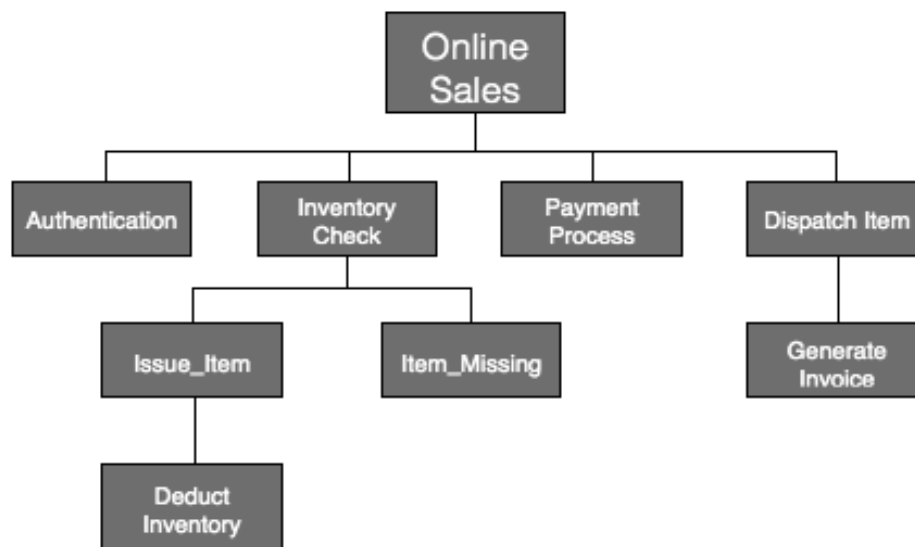 Online
Sales
Authentication
Inventory
Check
Payment
Process
Dispatch Item
Issue_Item
Item_Missing
Generate
Invoice
Deduct
Inventory